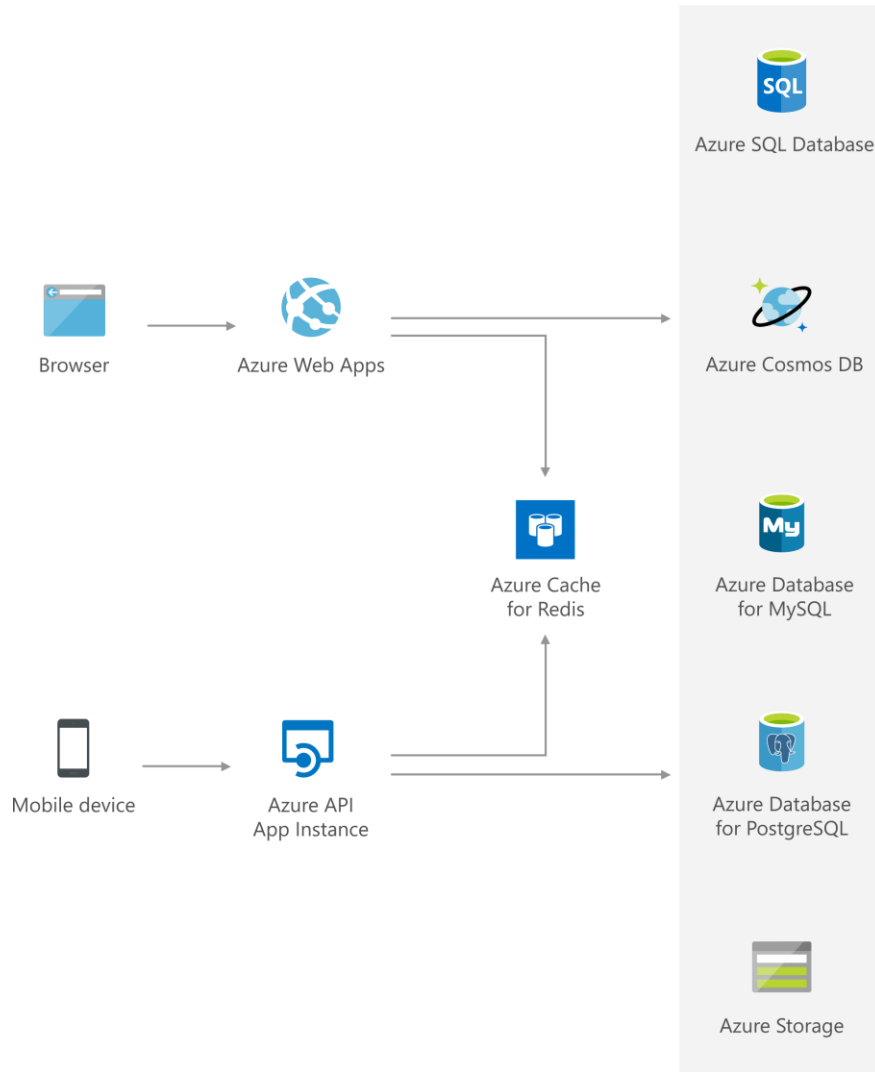 SQL
Azure SQL Database
Browser
Azure Web Apps
Azure Cosmos DB
My
Azure Cache
for Redis
Azure Database
for MySQL
Mobile device
Azure API
App Instance
Azure Database
for PostgreSQL
Azure Storage